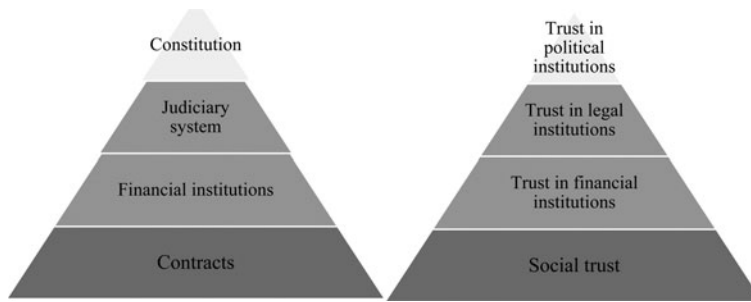 Constitution
Judiciary
system
Financial institutions
Contracts
Trust in
political
institutions
Trust in legal
institutions
Trust in financial
institutions
Social trust